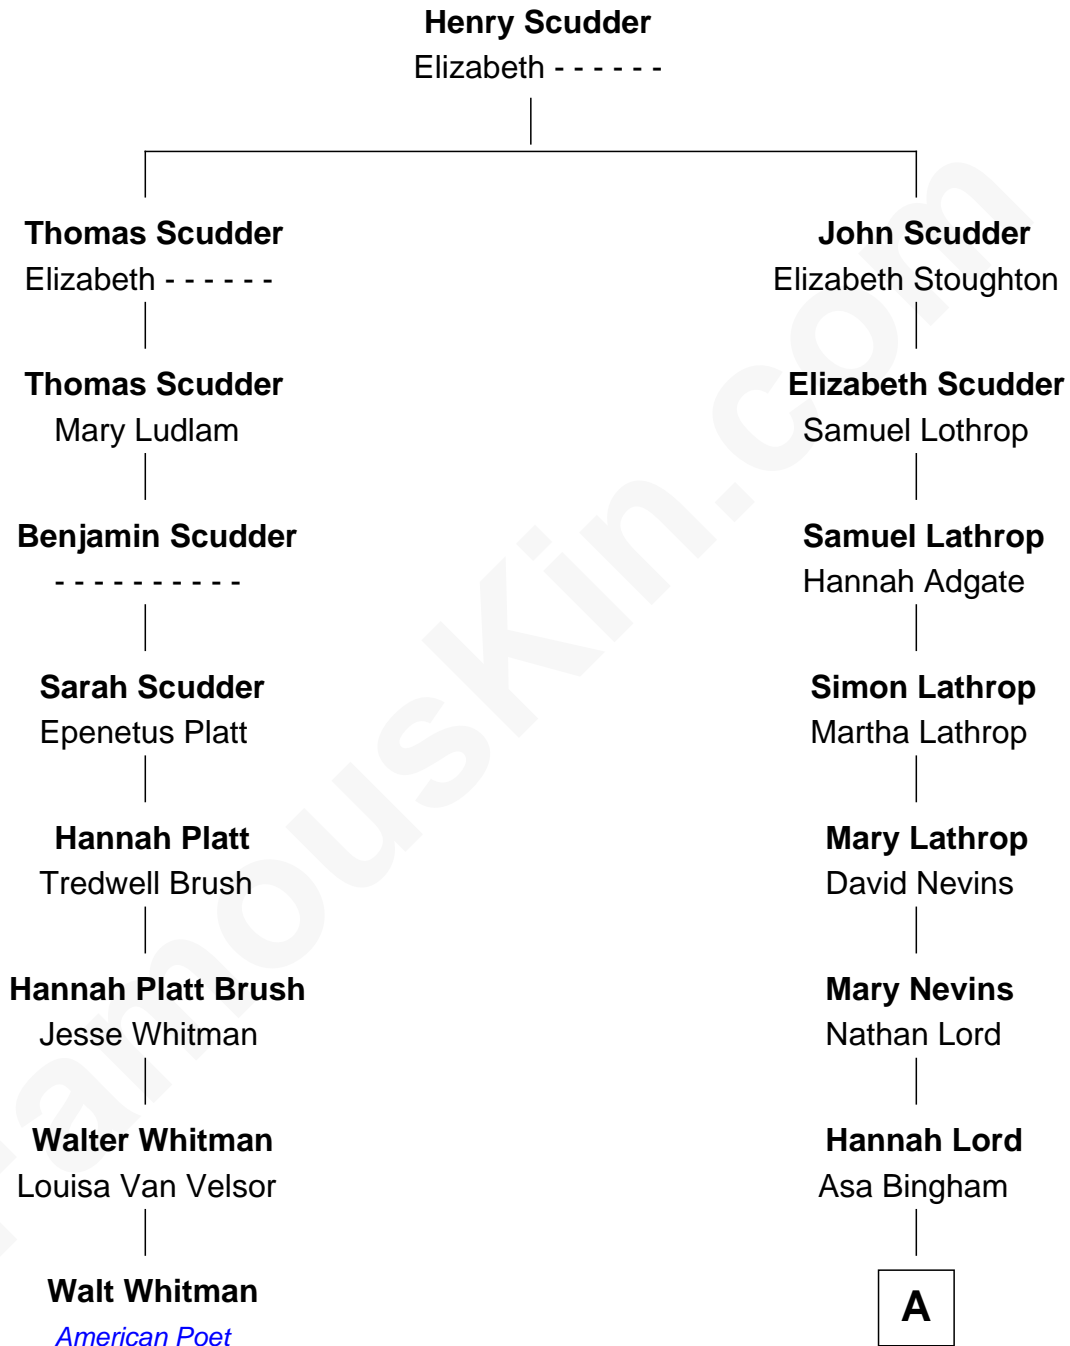 Henry Scudder
Elizabeth - - - - - -
Thomas Scudder
Elizabeth - - - - - -
John Scudder
Elizabeth Stoughton
Thomas Scudder
Mary Ludlam
Elizabeth Scudder
Samuel Lothrop
Benjamin Scudder
- - - - - - - - - -
Samuel Lathrop
Hannah Adgate
Sarah Scudder
Epenetus Platt
Simon Lathrop
Martha Lathrop
Hannah Platt
Tredwell Brush
Mary Lathrop
David Nevins
Hannah Platt Brush
Jesse Whitman
Mary Nevins
Nathan Lord
Walter Whitman
Louisa Van Velsor
Hannah Lord
Asa Bingham
Walt Whitman
American Poet
A
FamousKin.com